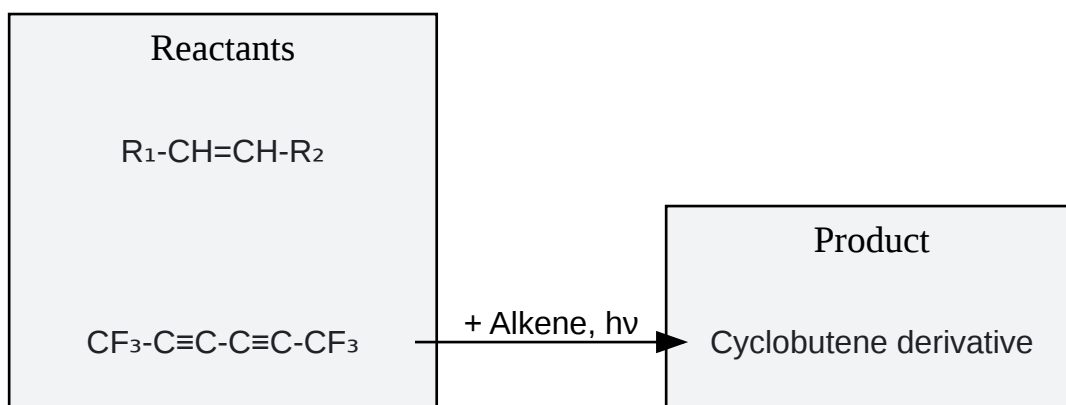 Reactants
R₁-CH=CH-R₂
CF₃-C≡C-C≡C-CF₃
+ Alkene, hν
Product
Cyclobutene derivative